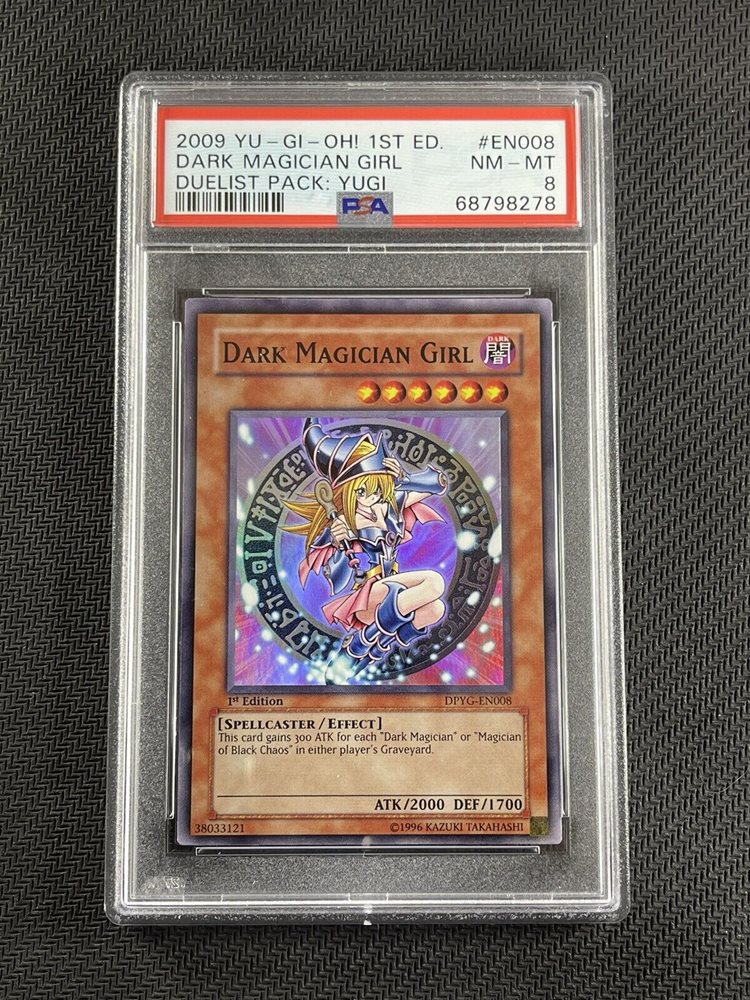 2009 YU-GI-OH! 1ST ED. #EN008
DARK MAGICIAN GIRL NM-MT
DUELIST PACK: YUGI 8
PSA 68798278
DARK MAGICIAN GIRL
DARK
闇
1st Edition DPYG-EN008
[SPELLCASTER / EFFECT]
This card gains 300 ATK for each "Dark Magician" or "Magician
of Black Chaos" in either player's Graveyard.
ATK/2000 DEF/1700
38033121 ©1996 KAZUKI TAKAHASHI